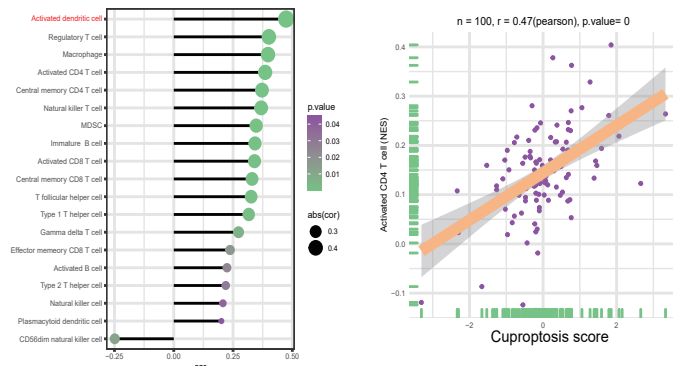 Activated dendritic cell
Regulatory T cell
Macrophage
Activated CD4 T cell
Central memory CD4 T cell
Natural killer T cell
MDSC
Immature B cell
Activated CD8 T cell
Central memory CD8 T cell
T follicular helper cell
Type 1 T helper cell
Gamma delta T cell
Effector memeory CD8 T cell
Activated B cell
Type 2 T helper cell
Natural killer cell
Plasmacytoid dendritic cell
CD56dim natural killer cell
-0.25 0.00 0.25 0.50
p.value
0.04
0.03
0.02
0.01
abs(cor)
0.3
0.4
n = 100, r = 0.47(pearson), p.value= 0
Activated CD4 T cell (NES)
0.4
0.3
0.2
0.1
0.0
−0.1
−2 0 2
Cuproptosis score